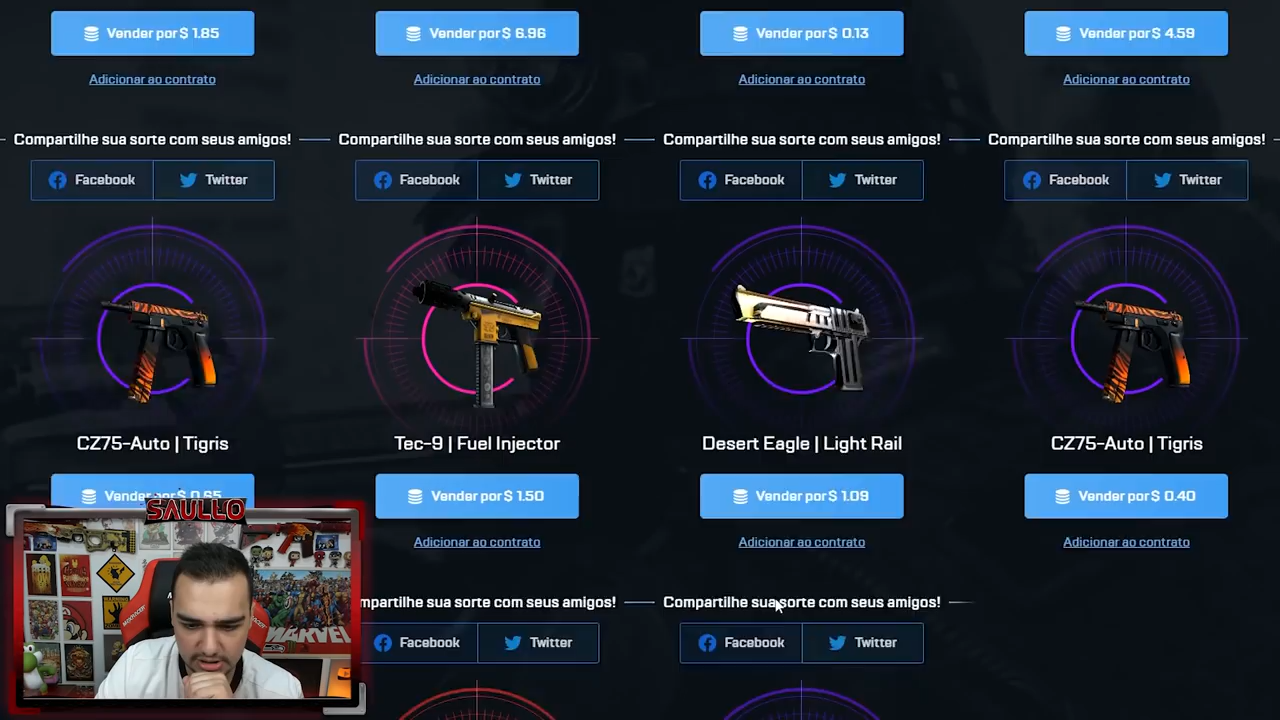 Vender por $ 1.85
Vender por $ 6.96
Vender por $ 0.13
Vender por $ 4.59
Adicionar ao contrato
Adicionar ao contrato
Adicionar ao contrato
Adicionar ao contrato
Compartilhe sua sorte com seus amigos!
Compartilhe sua sorte com seus amigos!
Compartilhe sua sorte com seus amigos!
Compartilhe sua sorte com seus amigos!
Facebook
Twitter
Facebook
Twitter
Facebook
Twitter
Facebook
Twitter
CZ75-Auto | Tigris
Tec-9 | Fuel Injector
Desert Eagle | Light Rail
CZ75-Auto | Tigris
Vender por $ 0.65
Vender por $ 1.50
Vender por $ 1.09
Vender por $ 0.40
SAULLO
Adicionar ao contrato
Adicionar ao contrato
Adicionar ao contrato
mpartilhe sua sorte com seus amigos!
Compartilhe sua sorte com seus amigos!
Facebook
Twitter
Facebook
Twitter
MARVEL